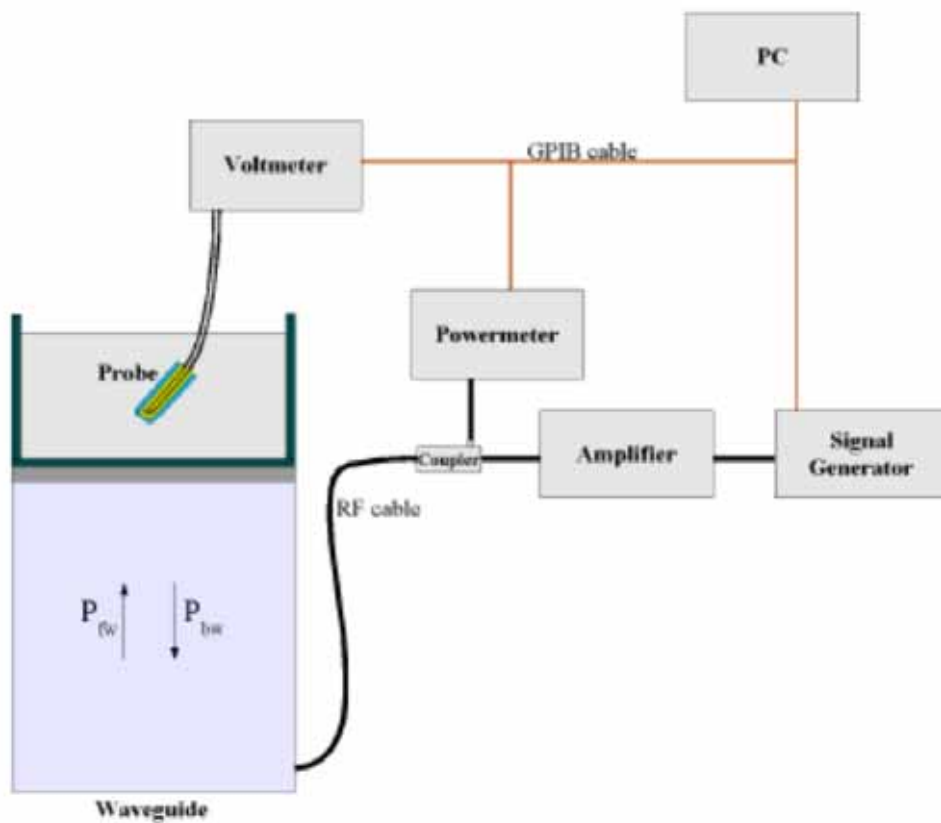 PC
GPIB cable
Voltmeter
Powermeter
Probe
Coupler
Amplifier
Signal
Generator
RF cable
P fw
P bw
Waveguide